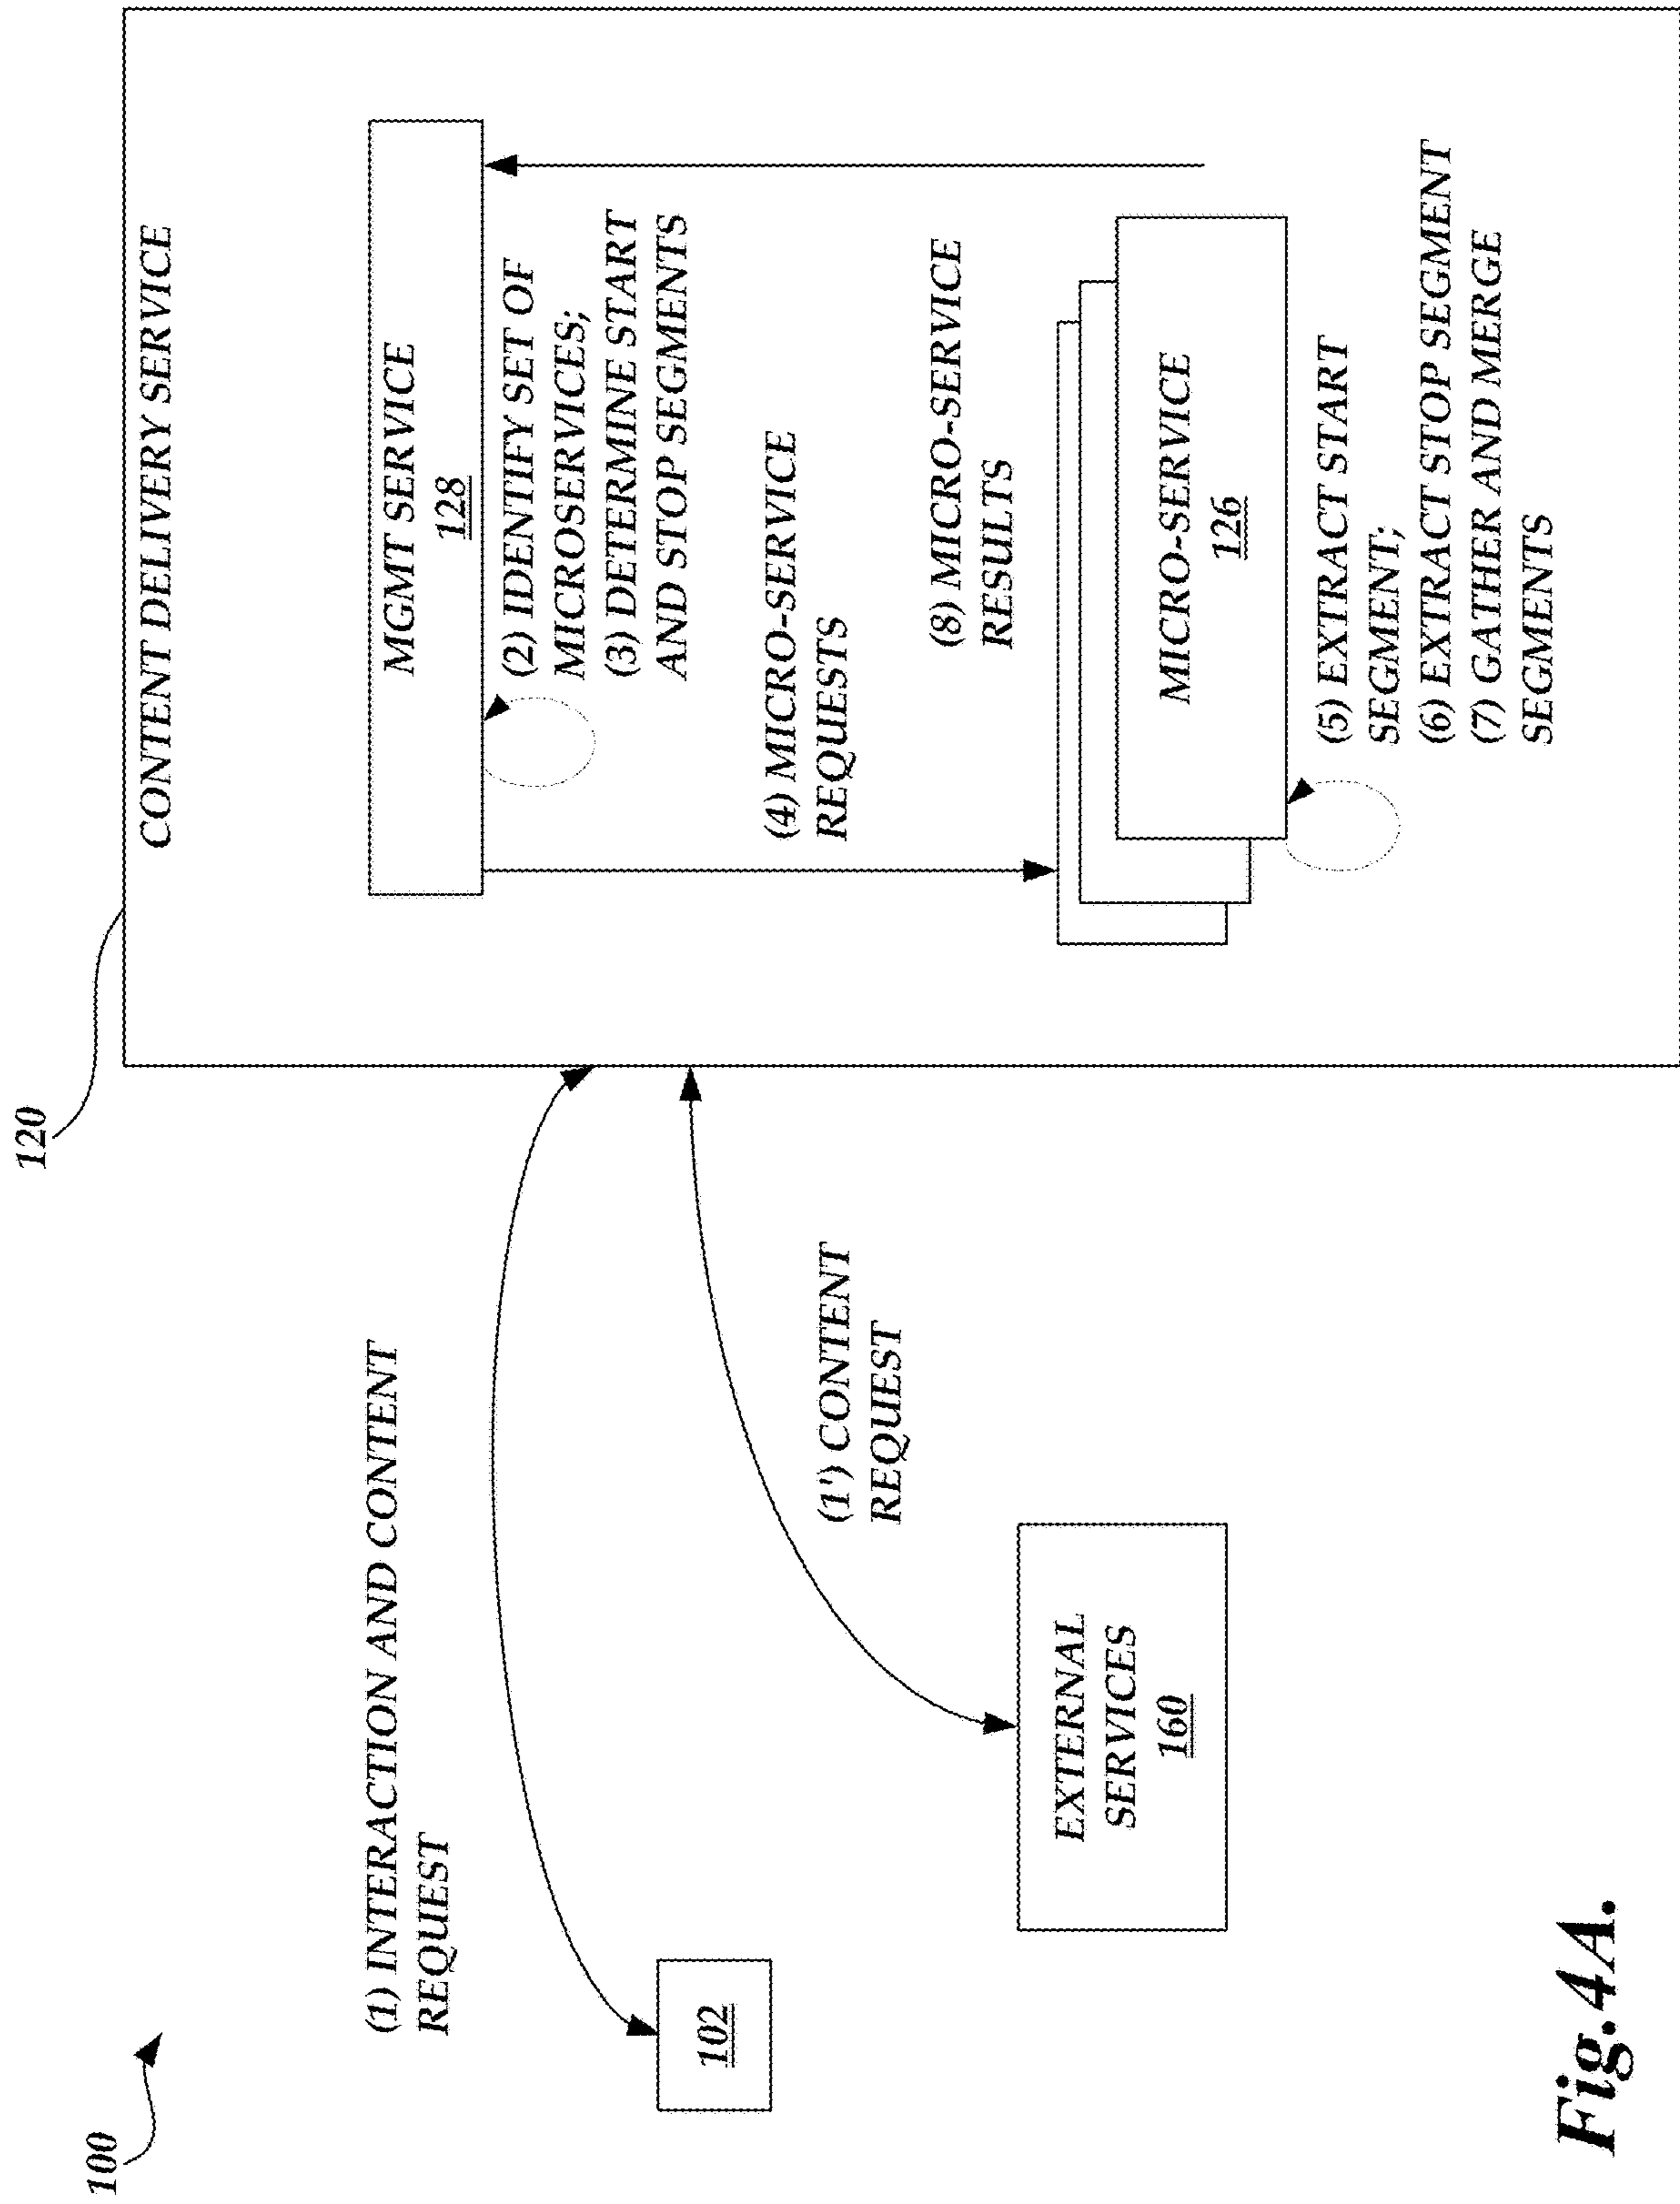 100
120
CONTENT DELIVERY SERVICE
(1) INTERACTION AND CONTENT
REQUEST
102
(1') CONTENT
REQUEST
EXTERNAL
SERVICES
160
MGMT SERVICE
128
(2) IDENTIFY SET OF
MICROSERVICES;
(3) DETERMINE START
AND STOP SEGMENTS
(4) MICRO-SERVICE
REQUESTS
(8) MICRO-SERVICE
RESULTS
MICRO-SERVICE
126
(5) EXTRACT START
SEGMENT;
(6) EXTRACT STOP SEGMENT
(7) GATHER AND MERGE
SEGMENTS
Fig.4A.